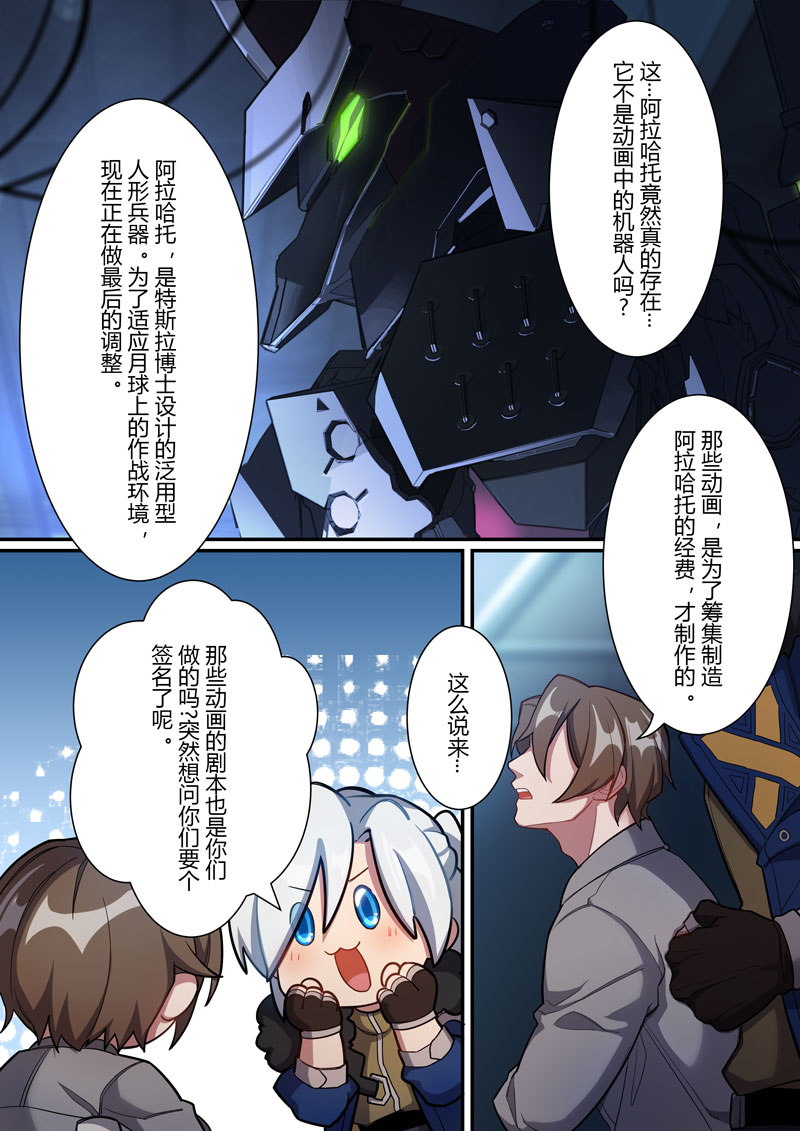 这…阿拉哈托竟然真的存在…
它不是动画中的机器人吗?
阿拉哈托，是特斯拉博士设计的泛用型
人形兵器。为了适应月球上的作战环境，
现在正在做最后的调整。
那些动画，是为了筹集制造
阿拉哈托的经费，才制作的。
这么说来…
那些动画的剧本也是你们
做的吗?突然想问你们要个
签名了呢。